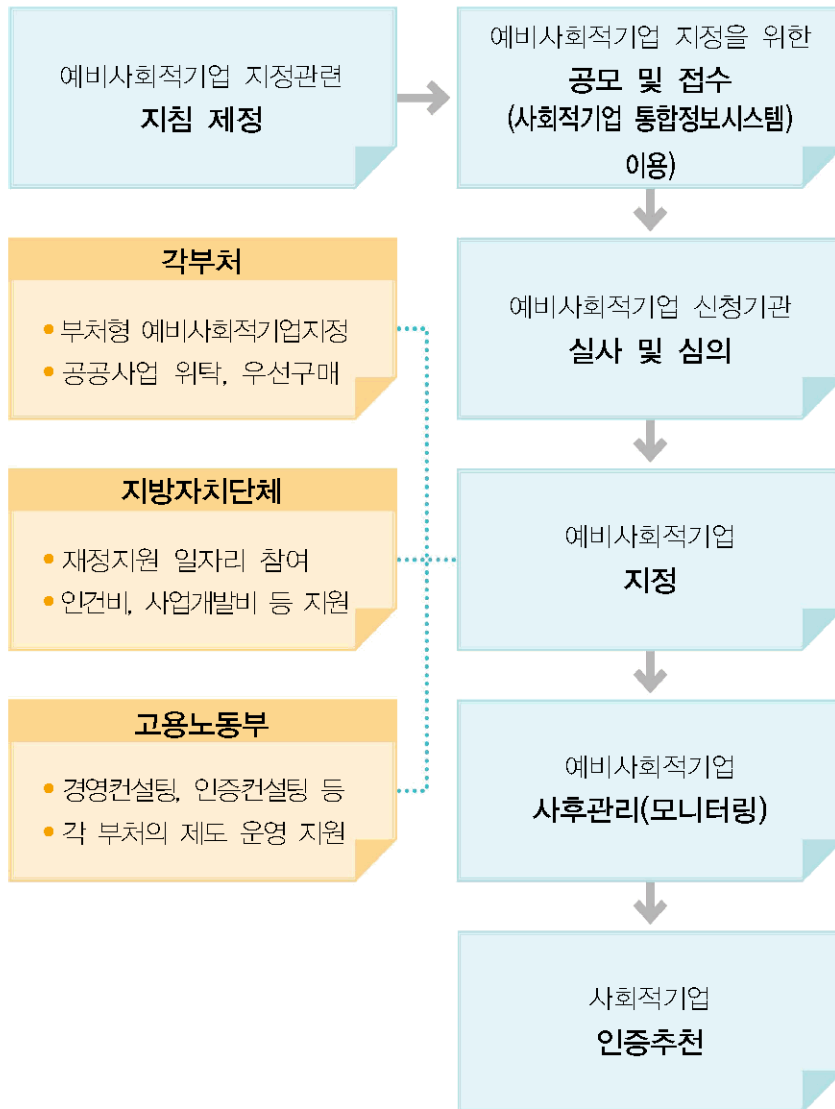 예비사회적기업 지정관련
지침 제정
예비사회적기업 지정을 위한
공모 및 접수
(사회적기업 통합정보시스템)
이용)
각부처
• 부처형 예비사회적기업지정
• 공공사업 위탁, 우선구매
예비사회적기업 신청기관
실사 및 심의
지방자치단체
• 재정지원 일자리 참여
• 인건비, 사업개발비 등 지원
예비사회적기업
지정
고용노동부
• 경영컨설팅, 인증컨설팅 등
• 각 부처의 제도 운영 지원
예비사회적기업
사후관리(모니터링)
사회적기업
인증추천